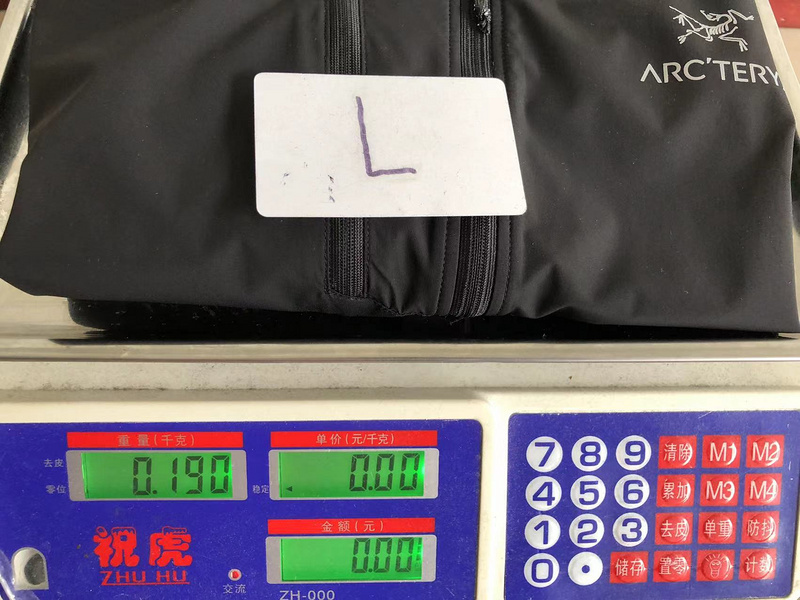 ARC'TERY
L
重量(千克)
单价(元/千克)
去皮
零位
0.190
稳定
0.00
金额(元)
0.00
祝虎
ZHU HU
交流
ZH-000
7 8 9 清除 M1 M2
4 5 6 累加 M3 M4
1 2 3 去皮 单重 防抖
0 . 储存 置零 计数